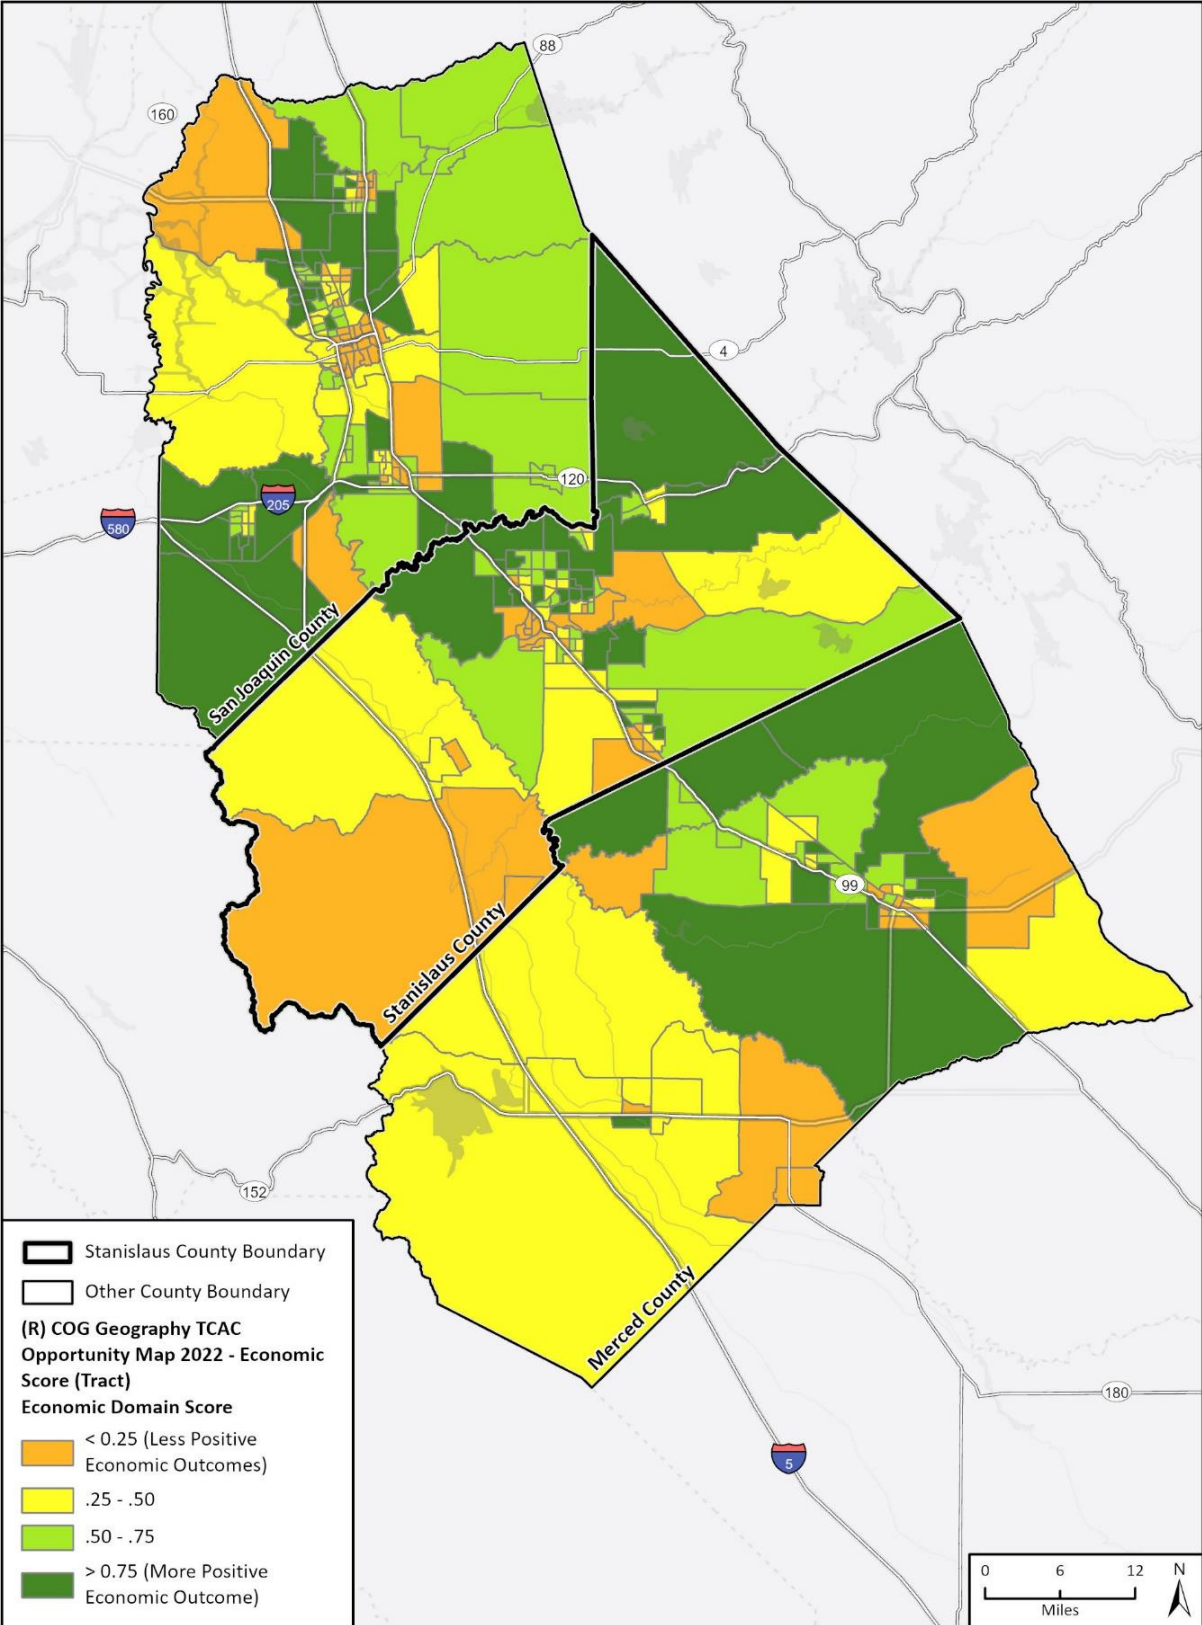 88
160
4
120
205
580
San Joaquin County
99
Stanislaus County
152
Merced County
180
5
Stanislaus County Boundary
Other County Boundary
(R) COG Geography TCAC
Opportunity Map 2022 - Economic
Score (Tract)
Economic Domain Score
< 0.25 (Less Positive
Economic Outcomes)
.25 - .50
.50 - .75
> 0.75 (More Positive
Economic Outcome)
0 6 12 N
Miles